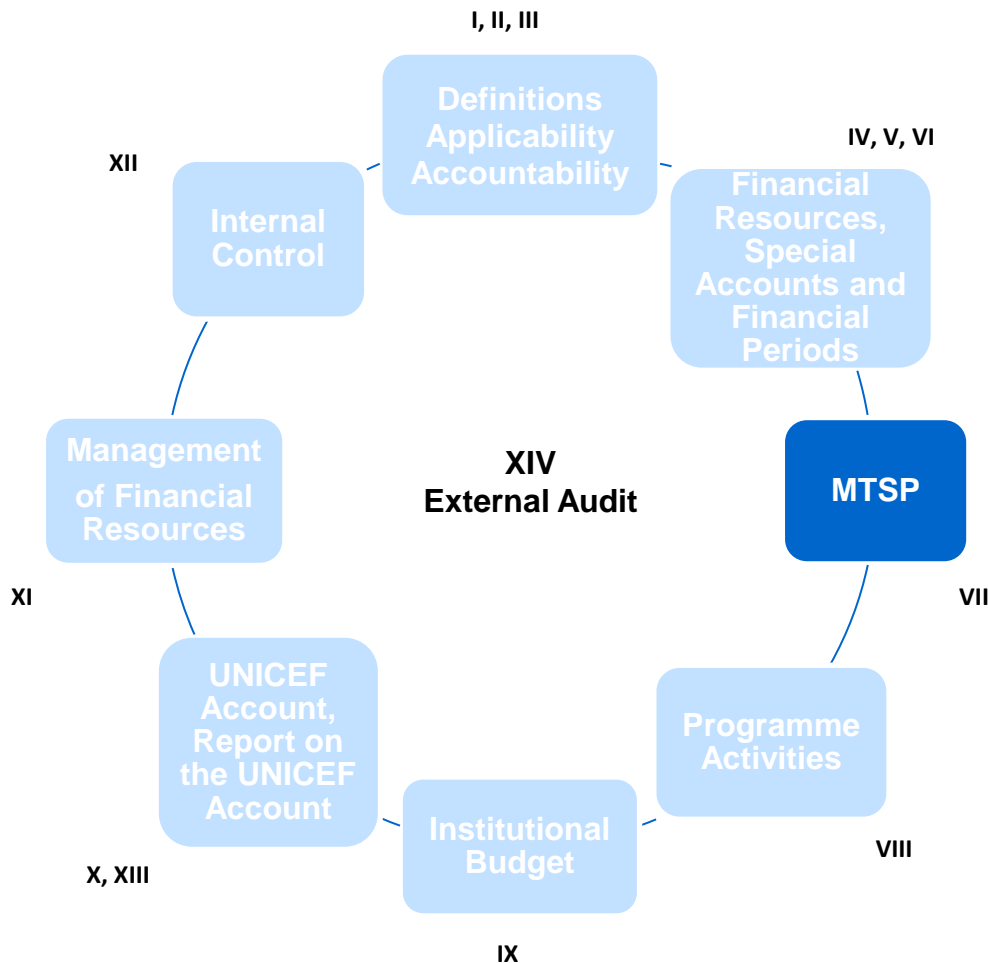 I, II, III
Definitions
Applicability
Accountability
IV, V, VI
Financial
Resources,
Special
Accounts and
Financial
Periods
MTSP
VII
Programme
Activities
VIII
Institutional
Budget
IX
UNICEF
Account,
Report on
the UNICEF
Account
X, XIII
Management
of Financial
Resources
XI
Internal
Control
XII
XIV
External Audit